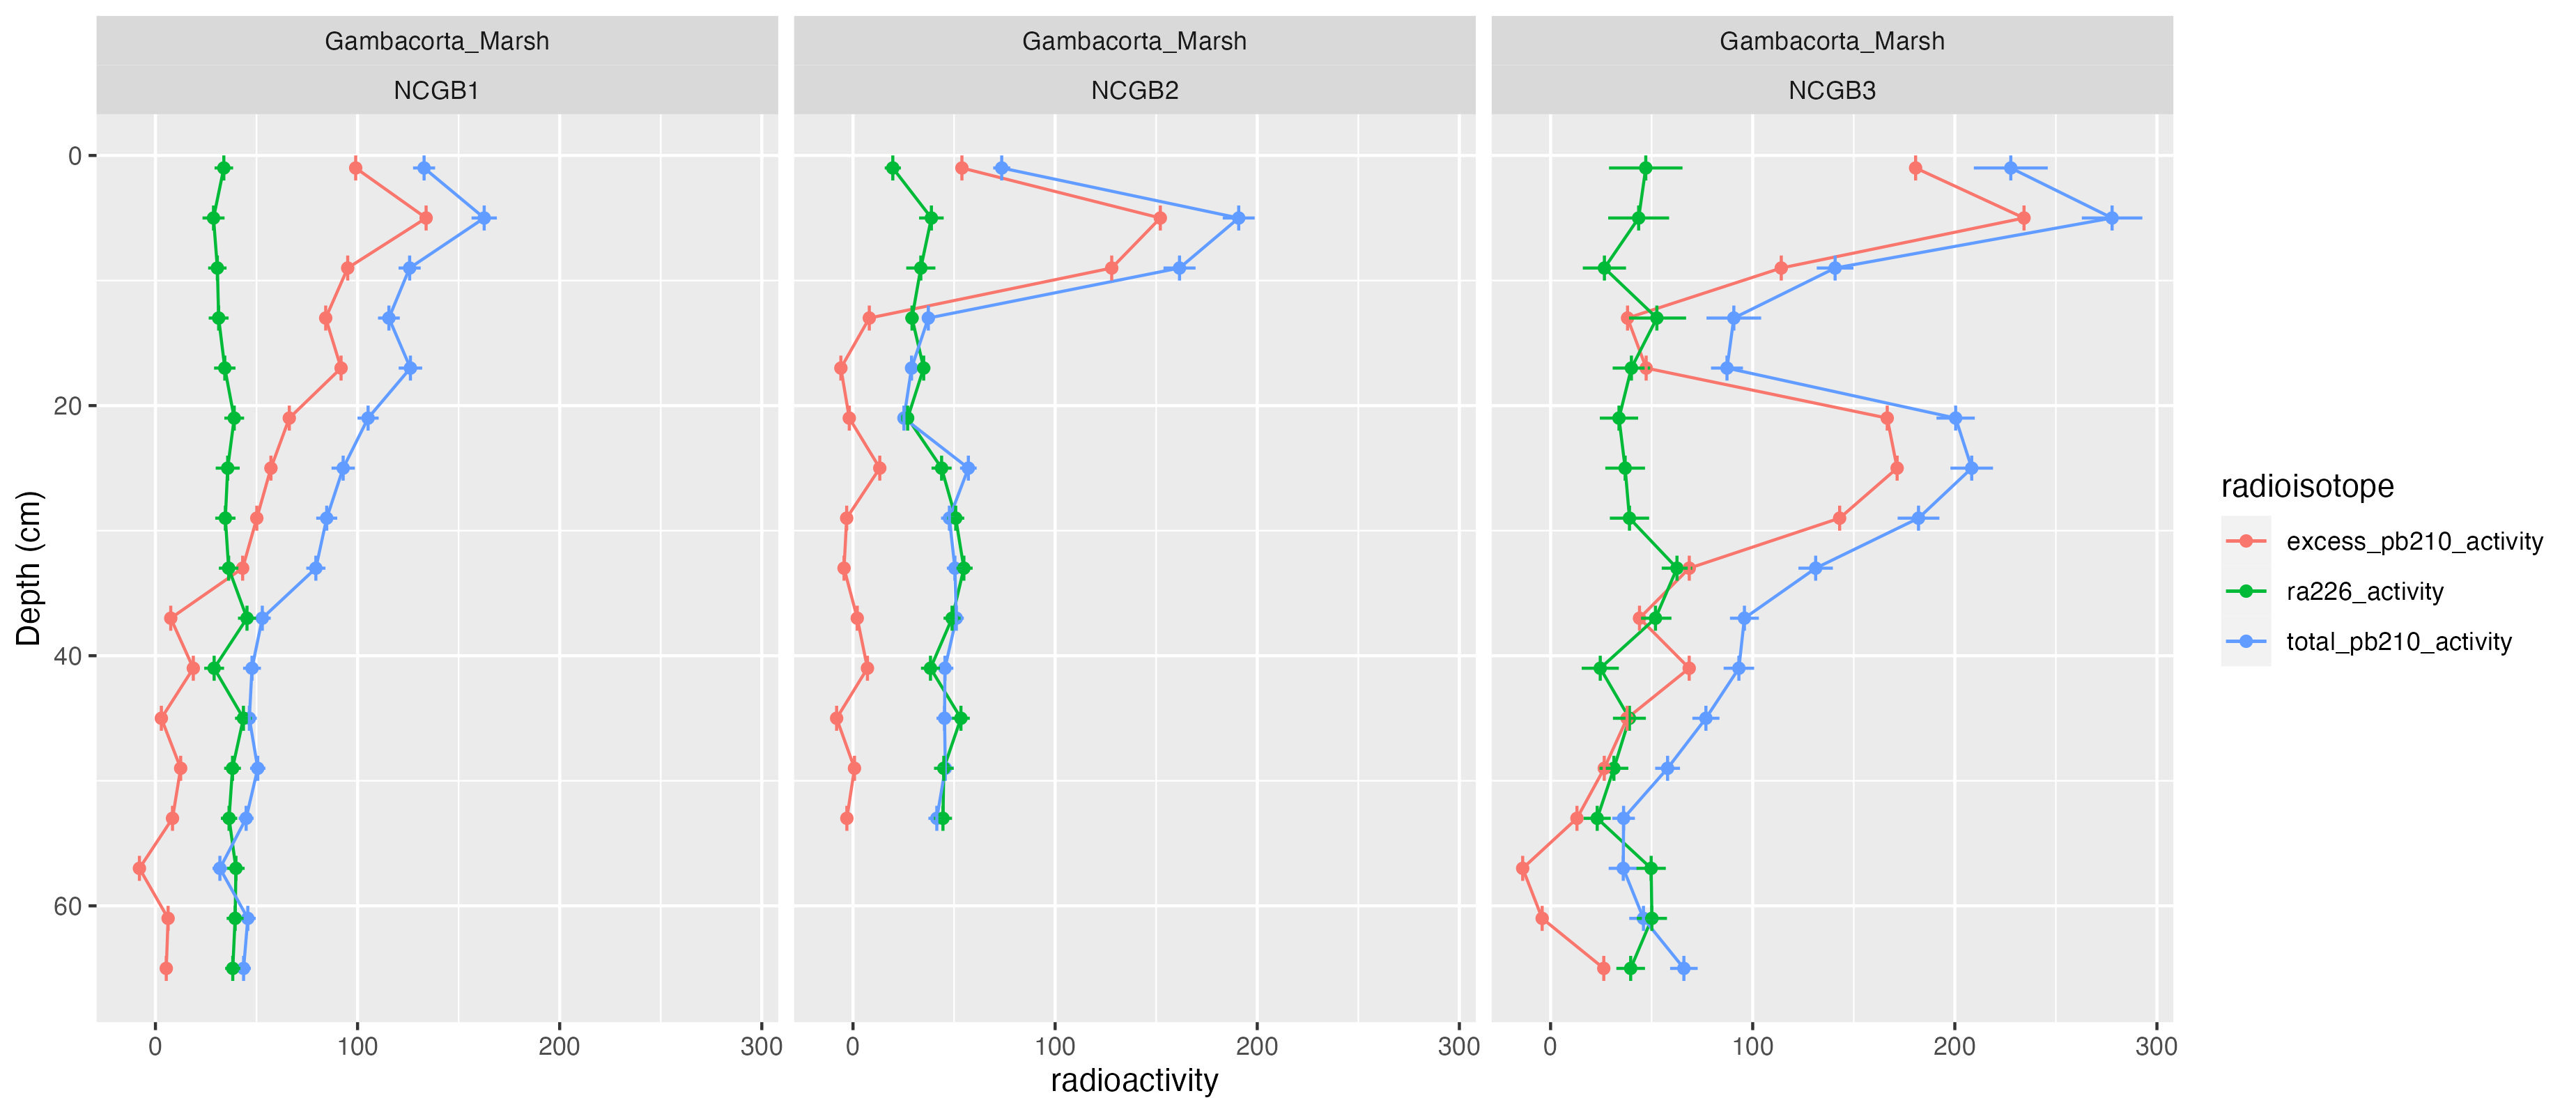 Gambacorta_Marsh
Gambacorta_Marsh
Gambacorta_Marsh
NCGB1
NCGB2
NCGB3
0
20
40
60
Depth (cm)
0
100
200
300
0
100
200
300
0
100
200
300
radioactivity
radioisotope
excess_pb210_activity
ra226_activity
total_pb210_activity